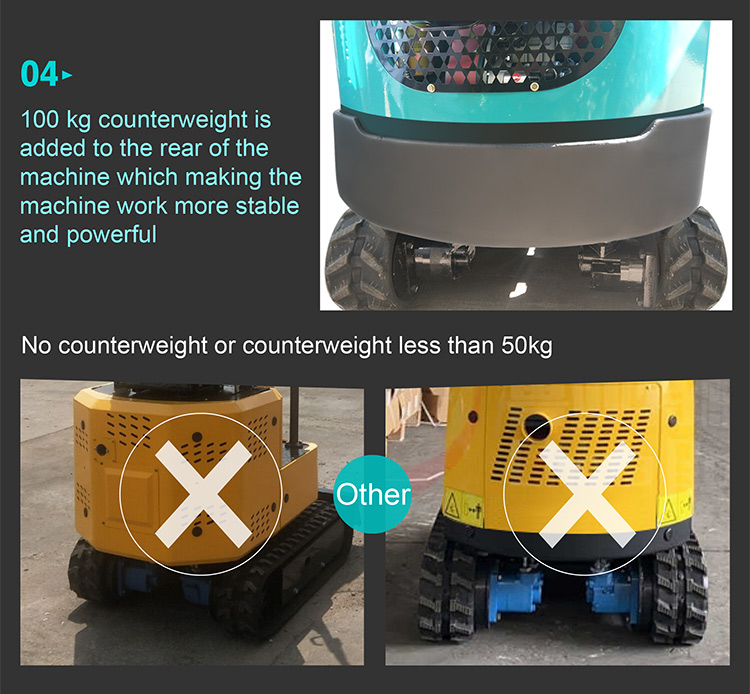 04
100 kg counterweight is
added to the rear of the
machine which making the
machine work more stable
and powerful
No counterweight or counterweight less than 50kg
Other